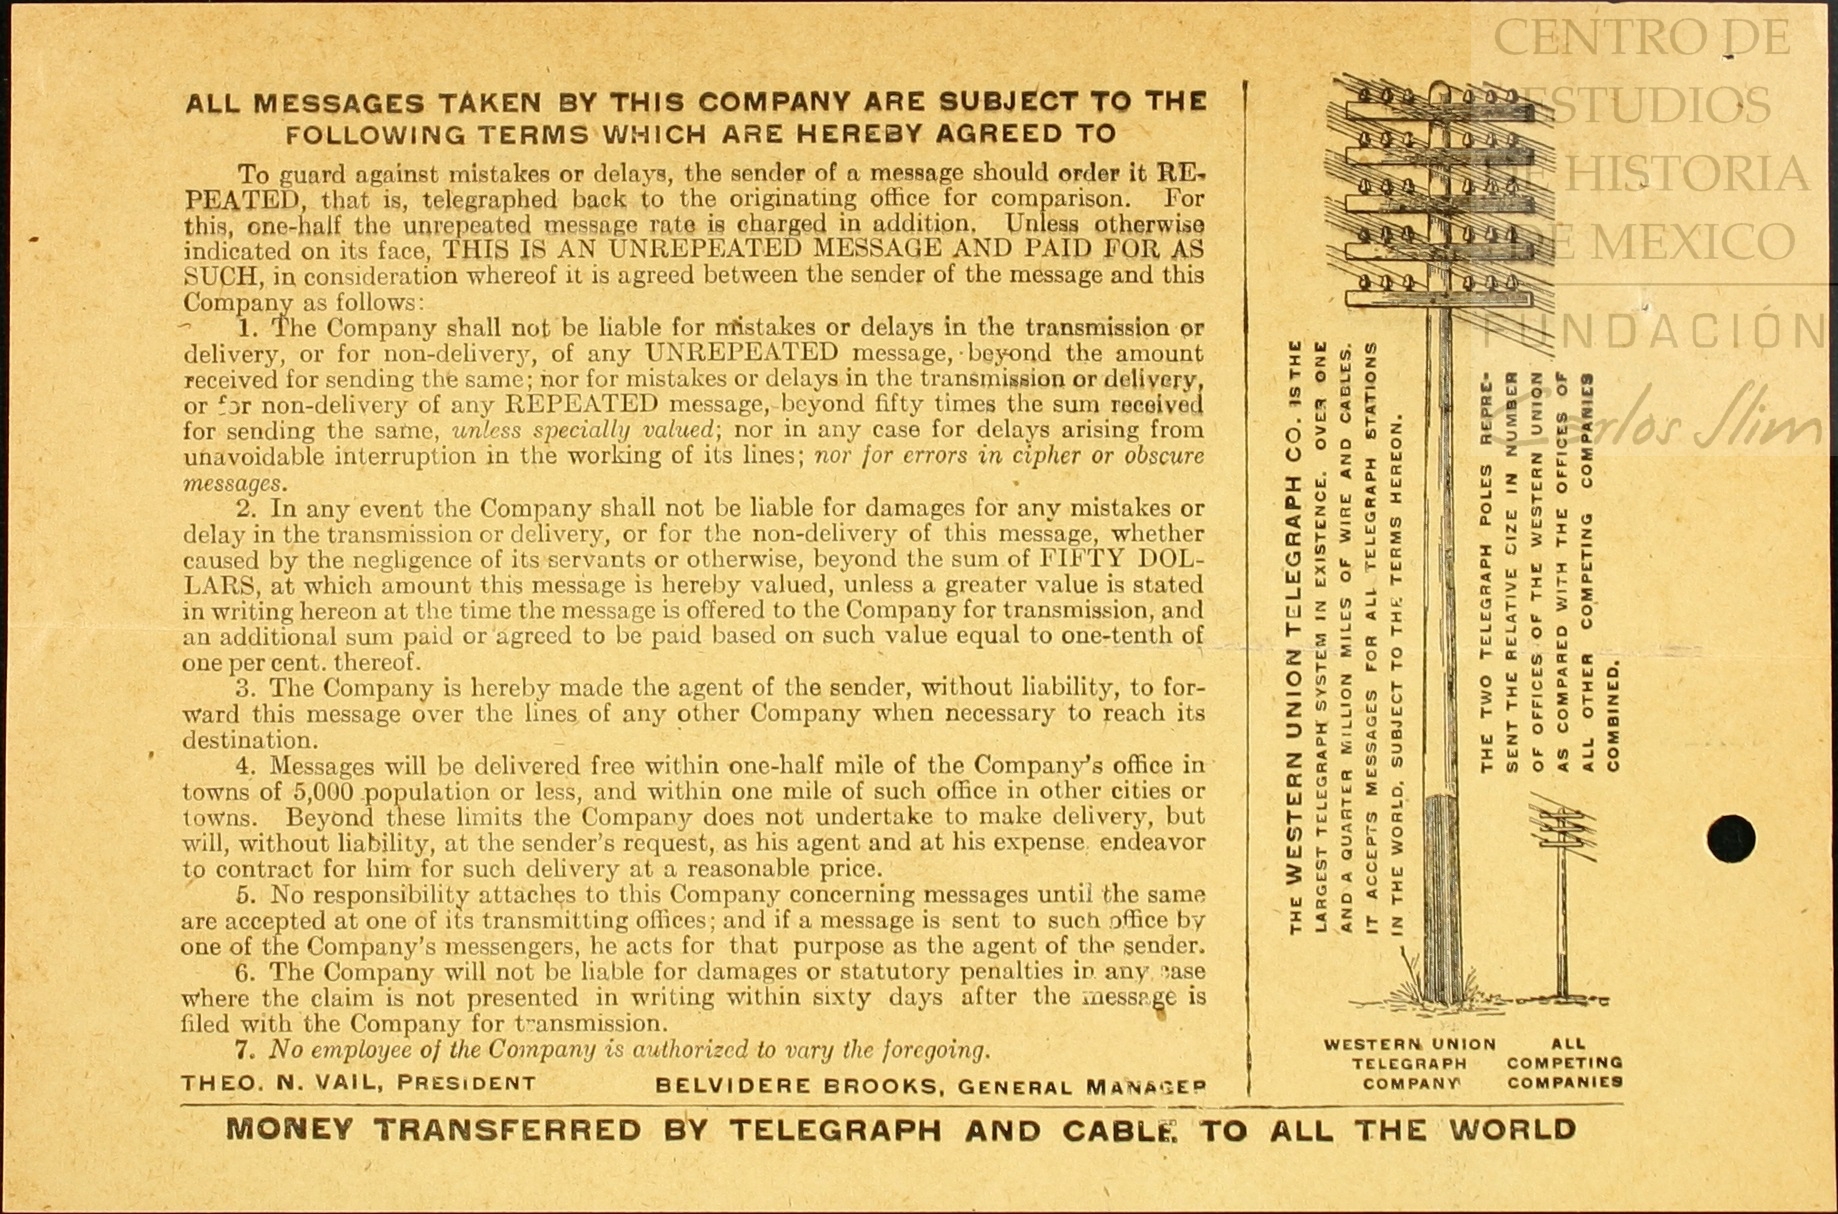 ALL MESSAGES TAKEN BY THIS COMPANY ARE SUBJECT TO THE
FOLLOWING TERMS WHICH ARE HEREBY AGREED TO
To guard against mistakes or delays, the sender of a message should order it RE-
PEATED, that is, telegraphed back to the originating office for comparison. For
this, one-half the unrepeated message rate is charged in addition. Unless otherwise
indicated on its face, THIS IS AN UNREPEATED MESSAGE AND PAID FOR AS
SUCH, in consideration whereof it is agreed between the sender of the message and this
Company as follows:
1. The Company shall not be liable for mistakes or delays in the transmission or
delivery, or for non-delivery, of any UNREPEATED message, beyond the amount
received for sending the same; nor for mistakes or delays in the transmission or delivery,
or for non-delivery of any REPEATED message, beyond fifty times the sum received
for sending the same, unless specially valued; nor in any case for delays arising from
unavoidable interruption in the working of its lines; nor for errors in cipher or obscure
messages.
2. In any event the Company shall not be liable for damages for any mistakes or
delay in the transmission or delivery, or for the non-delivery of this message, whether
caused by the negligence of its servants or otherwise, beyond the sum of FIFTY DOL-
LARS, at which amount this message is hereby valued, unless a greater value is stated
in writing hereon at the time the message is offered to the Company for transmission, and
an additional sum paid or agreed to be paid based on such value equal to one-tenth of
one per cent. thereof.
3. The Company is hereby made the agent of the sender, without liability, to for-
ward this message over the lines of any other Company when necessary to reach its
destination.
4. Messages will be delivered free within one-half mile of the Company's office in
towns of 5,000 population or less, and within one mile of such office in other cities or
towns. Beyond these limits the Company does not undertake to make delivery, but
will, without liability, at the sender's request, as his agent and at his expense, endeavor
to contract for him for such delivery at a reasonable price.
5. No responsibility attaches to this Company concerning messages until the same
are accepted at one of its transmitting offices; and if a message is sent to such office by
one of the Company's messengers, he acts for that purpose as the agent of the sender.
6. The Company will not be liable for damages or statutory penalties in any case
where the claim is not presented in writing within sixty days after the message is
filed with the Company for transmission.
7. No employee of the Company is authorized to vary the foregoing.
THEO. N. VAIL, PRESIDENT BELVIDERE BROOKS, GENERAL MANAGER
THE WESTERN UNION TELEGRAPH CO. IS THE
LARGEST TELEGRAPH SYSTEM IN EXISTENCE. OVER ONE
AND A QUARTER MILLION MILES OF WIRE AND CABLES.
IT ACCEPTS MESSAGES FOR ALL TELEGRAPH STATIONS
IN THE WORLD, SUBJECT TO THE TERMS HEREON.
THE TWO TELEGRAPH POLES REPRE-
SENT THE RELATIVE CIZE IN NUMBER
OF OFFICES OF THE WESTERN UNION
AS COMPARED WITH THE OFFICES OF
ALL OTHER COMPETING COMPANIES
COMBINED.
WESTERN UNION
TELEGRAPH
COMPANY
ALL
COMPETING
COMPANIES
MONEY TRANSFERRED BY TELEGRAPH AND CABLE TO ALL THE WORLD
CENTRO DE
ESTUDIOS
DE HISTORIA
DE MEXICO
FUNDACIÓN
Carlos Slim